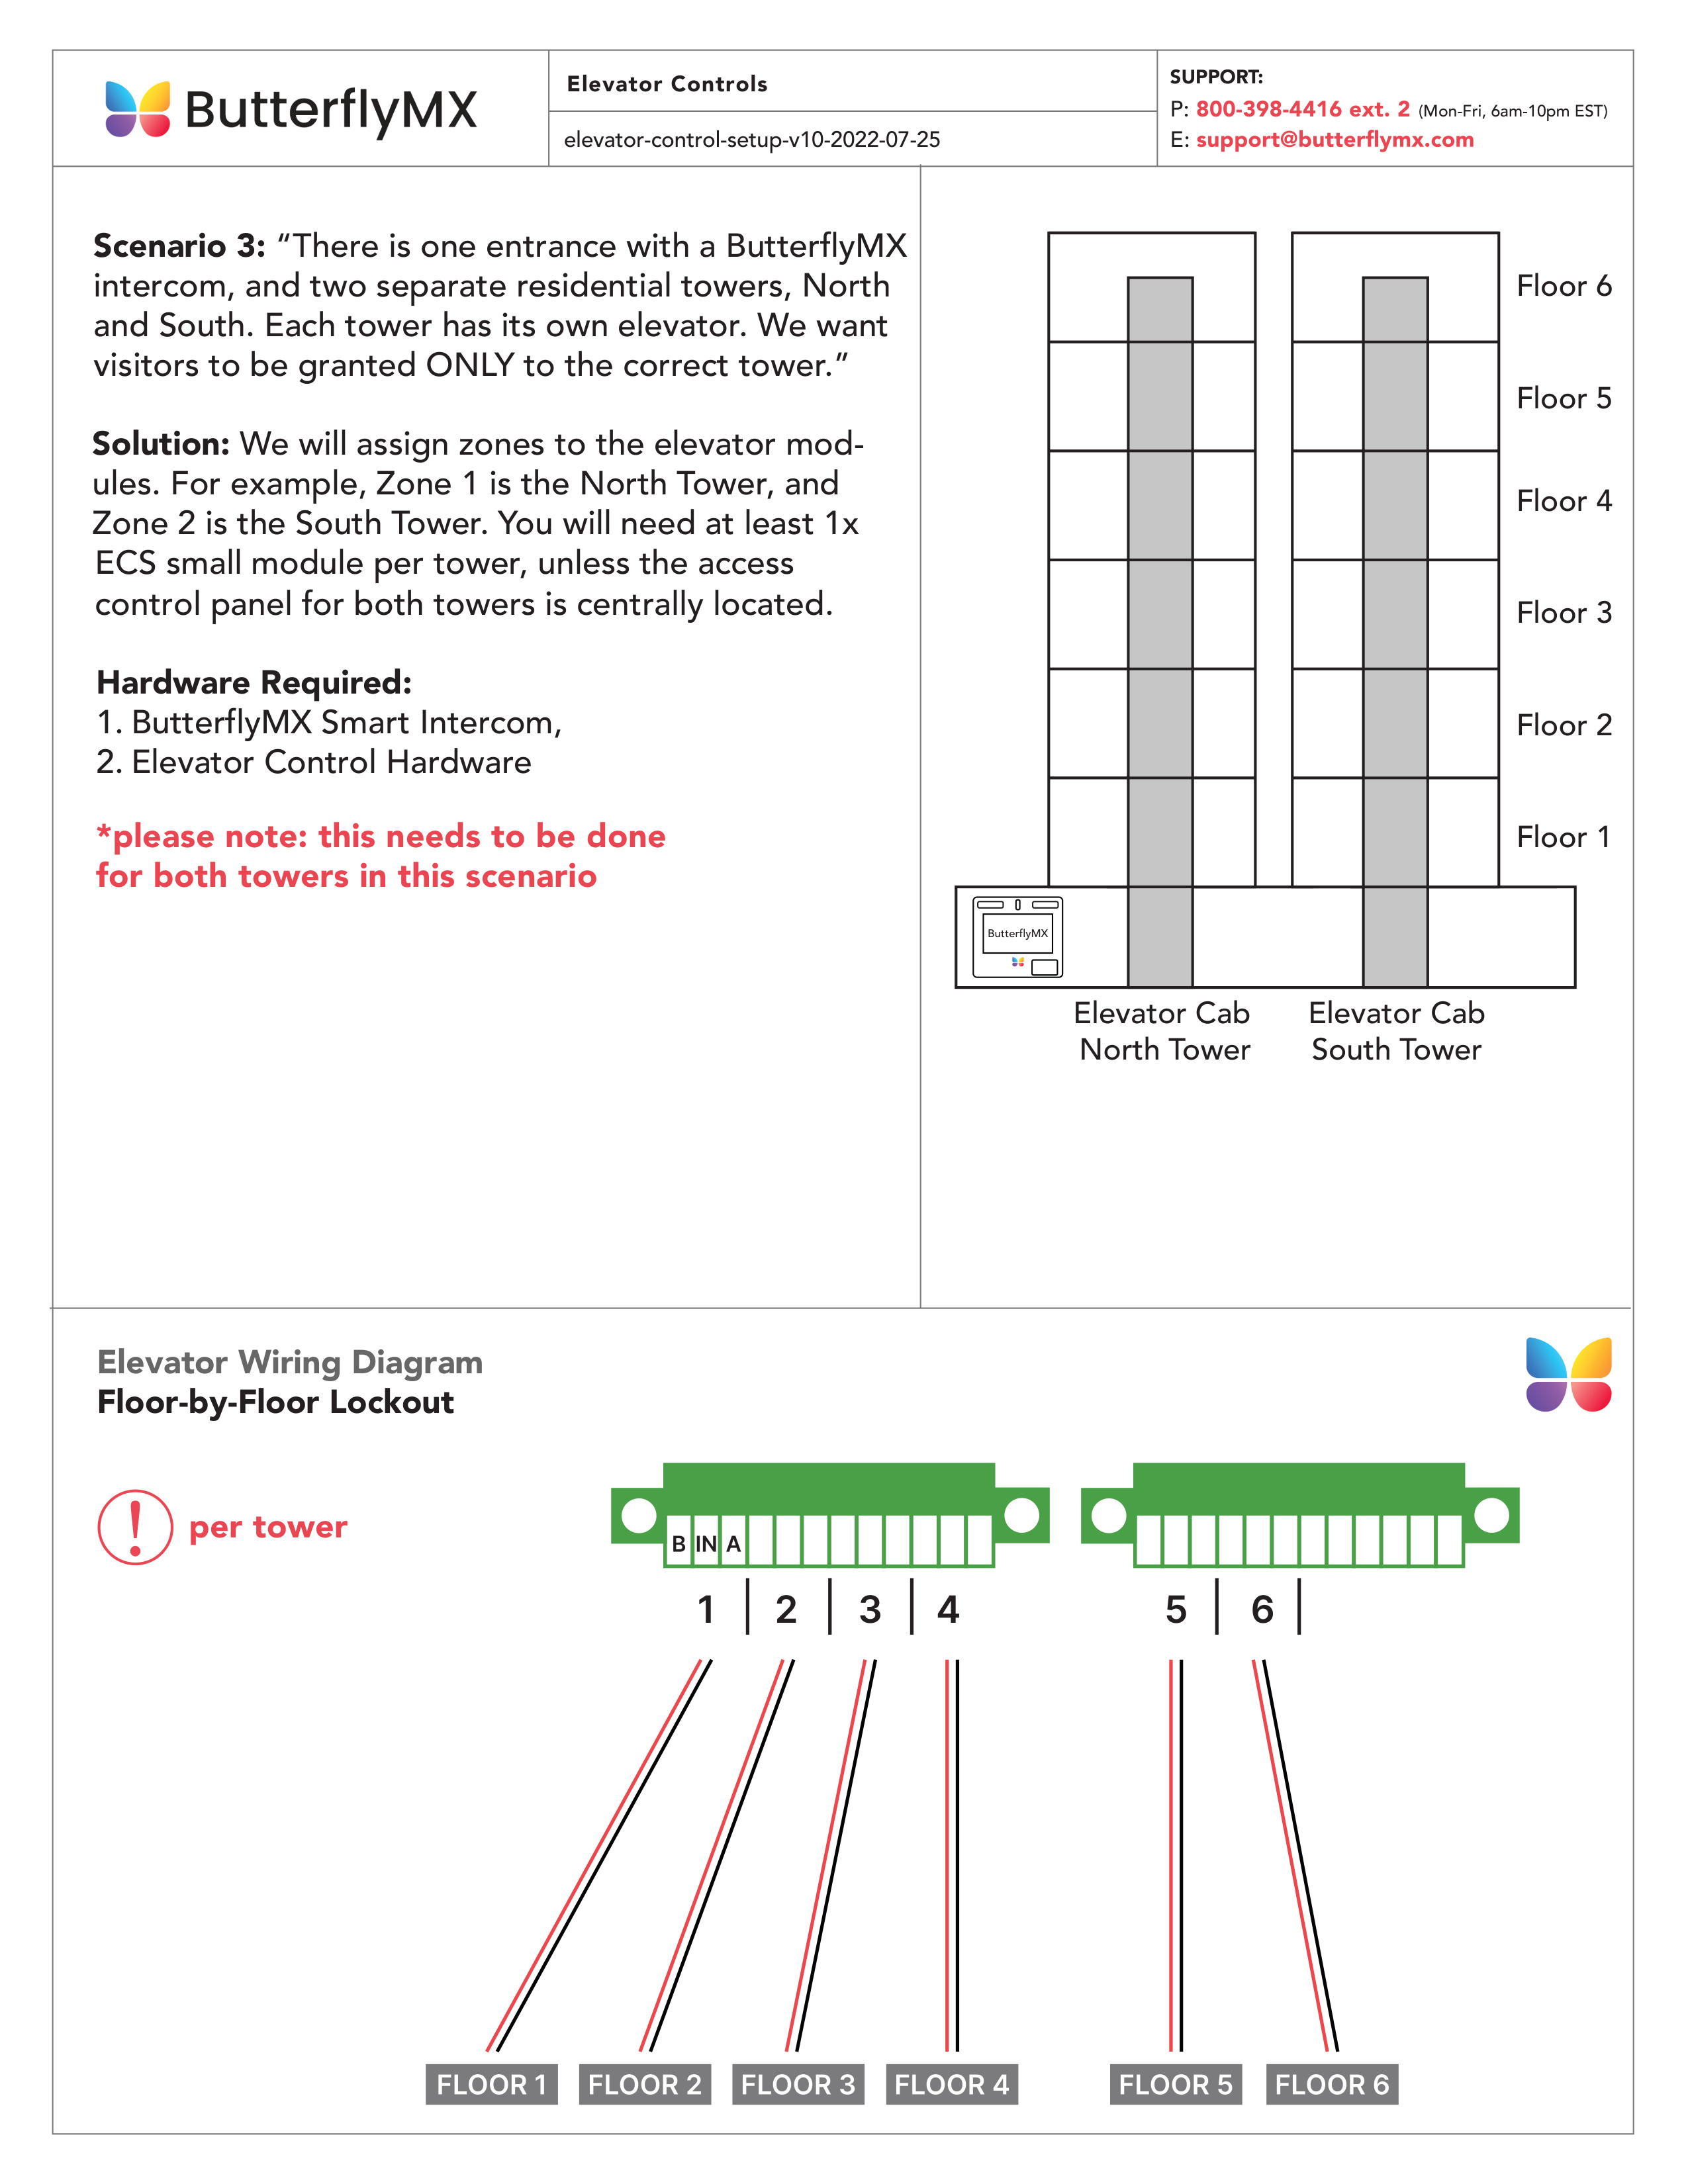 ButterflyMX
Elevator Controls
elevator-control-setup-v10-2022-07-25
SUPPORT:
P: 800-398-4416 ext. 2 (Mon-Fri, 6am-10pm EST)
E: support@butterflymx.com
Scenario 3: “There is one entrance with a ButterflyMX
intercom, and two separate residential towers, North
and South. Each tower has its own elevator. We want
visitors to be granted ONLY to the correct tower.”
Solution: We will assign zones to the elevator mod-
ules. For example, Zone 1 is the North Tower, and
Zone 2 is the South Tower. You will need at least 1x
ECS small module per tower, unless the access
control panel for both towers is centrally located.
Hardware Required:
1. ButterflyMX Smart Intercom,
2. Elevator Control Hardware
*please note: this needs to be done
for both towers in this scenario
Floor 6
Floor 5
Floor 4
Floor 3
Floor 2
Floor 1
ButterflyMX
Elevator Cab
North Tower
Elevator Cab
South Tower
Elevator Wiring Diagram
Floor-by-Floor Lockout
! per tower
B IN A
1 2 3 4 5 6
FLOOR 1 FLOOR 2 FLOOR 3 FLOOR 4 FLOOR 5 FLOOR 6